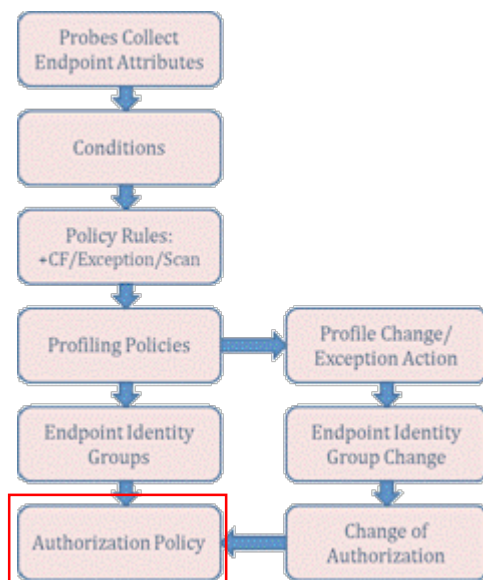 Probes Collect
Endpoint Attributes
Conditions
Policy Rules:
+CF/Exception/Scan
Profiling Policies
Profile Change/
Exception Action
Endpoint Identity
Groups
Endpoint Identity
Group Change
Authorization Policy
Change of
Authorization